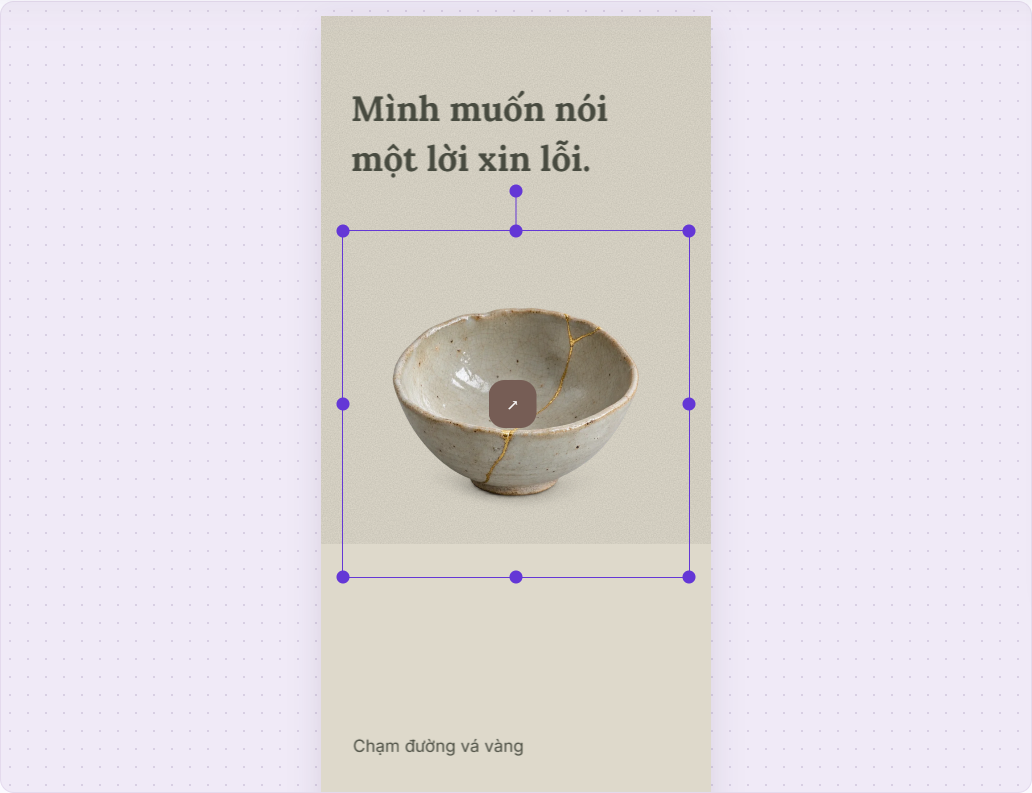 Mình muốn nói
một lời xin lỗi.
Chạm đường vá vàng